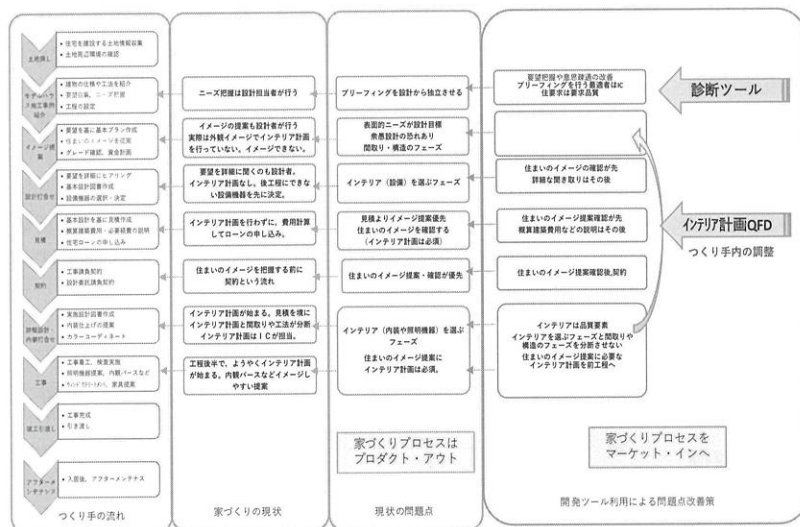 土地探し
• 住宅を建設する土地情報収集
• 土地周辺環境の確認
モデルハウ
ス施工事例
紹介
• 建物の仕様や工法を紹介
• 要望収集、ニーズ把握
• 工程の設定
イメージ提
案
• 要望を基に基本プラン作成
• 住まいのイメージを提案
• グレード確認、資金計画
設計打合せ
• 要望を詳細にヒアリング
• 基本設計図書作成
• 設備機器の選択・決定
見積
• 基本設計を基に見積作成
• 概算建築費用・必要経費の説明
• 住宅ローンの申し込み
契約
• 工事請負契約
• 設計委託請負契約
詳細設計・
内装打合せ
• 実施設計図書作成
• 内装仕上げの提案
• カラーコーディネート
工事
• 工事着工、検査実施
• 照明機器提案、内観パースなど
• ウィンドウトリートメント、家具提案
竣工引渡し
• 工事完成
• 引き渡し
アフターメ
ンテナンス
• 入居後、アフターメンテナス
つくり手の流れ
ニーズ把握は設計担当者が行う
イメージの提案も設計者が行う
実際は外観イメージでインテリア計画
を行っていない。イメージできない。
要望を詳細に聞くのも設計者。
インテリア計画なし、後工程にできな
い設備機器を先に決定。
インテリア計画を行わずに、費用計算
してローンの申し込み。
住まいのイメージを把握する前に
契約という流れ
インテリア計画が始まる。見積を境に
インテリア計画と間取りや工法が分断
インテリア計画はＩＣが担当。
工程後半で、ようやくインテリア計画
が始まる。内観パースなどイメージし
やすい提案
家づくりの現状
ブリーフィングを設計から独立させる
表面的ニーズが設計目標
間取り・構造のフェーズ
インテリア（設備）を選ぶフェーズ
見積よりイメージ提案優先
住まいのイメージを確認する
(インテリア計画は必須)
住まいのイメージ提案・確認が優先
インテリア（内装や照明機器）を選ぶ
フェーズ
住まいのイメージ提案に
インテリア計画は必須。
家づくりプロセスは
プロダクト・アウト
現状の問題点
要望把握や意思疎通の改善
ブリーフィングを行う最適者はIC
住要求は要求品質
住まいのイメージの確認が先
詳細な聞き取りはその後
住まいのイメージ提案確認が先
概算建築費用などの説明はその後
住まいのイメージ提案確認後,契約
インテリアは品質要素
インテリアを選ぶフェーズと間取りや
構造のフェーズを分断させない
住まいのイメージ提案に必要な
インテリア計画を前工程へ
家づくりプロセスを
マーケット・インへ
開発ツール利用による問題点改善策
診断ツール
インテリア計画QFD
つくり手内の調整